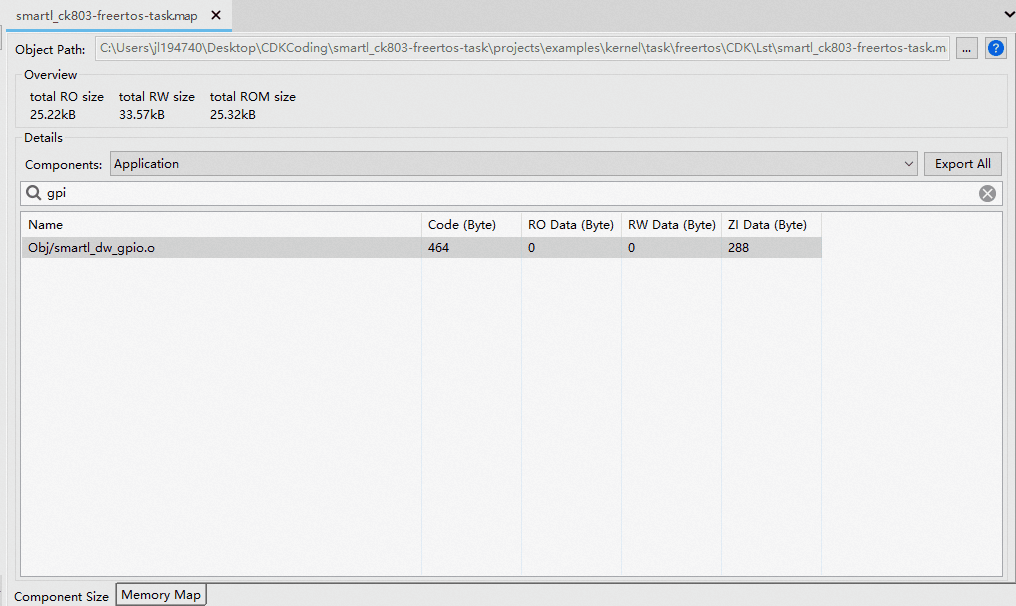 smartl_ck803-freertos-task.map
Object Path: C:\Users\jl194740\Desktop\CDKCoding\smartl_ck803-freertos-task\projects\examples\kernel\task\freertos\CDK\Lst\smartl_ck803-freertos-task.m ... ?
Overview
total RO size total RW size total ROM size
25.22kB 33.57kB 25.32kB
Details
Components: Application Export All
gpi
Name Code (Byte) RO Data (Byte) RW Data (Byte) ZI Data (Byte)
Obj/smartl_dw_gpio.o 464 0 0 288
Component Size Memory Map